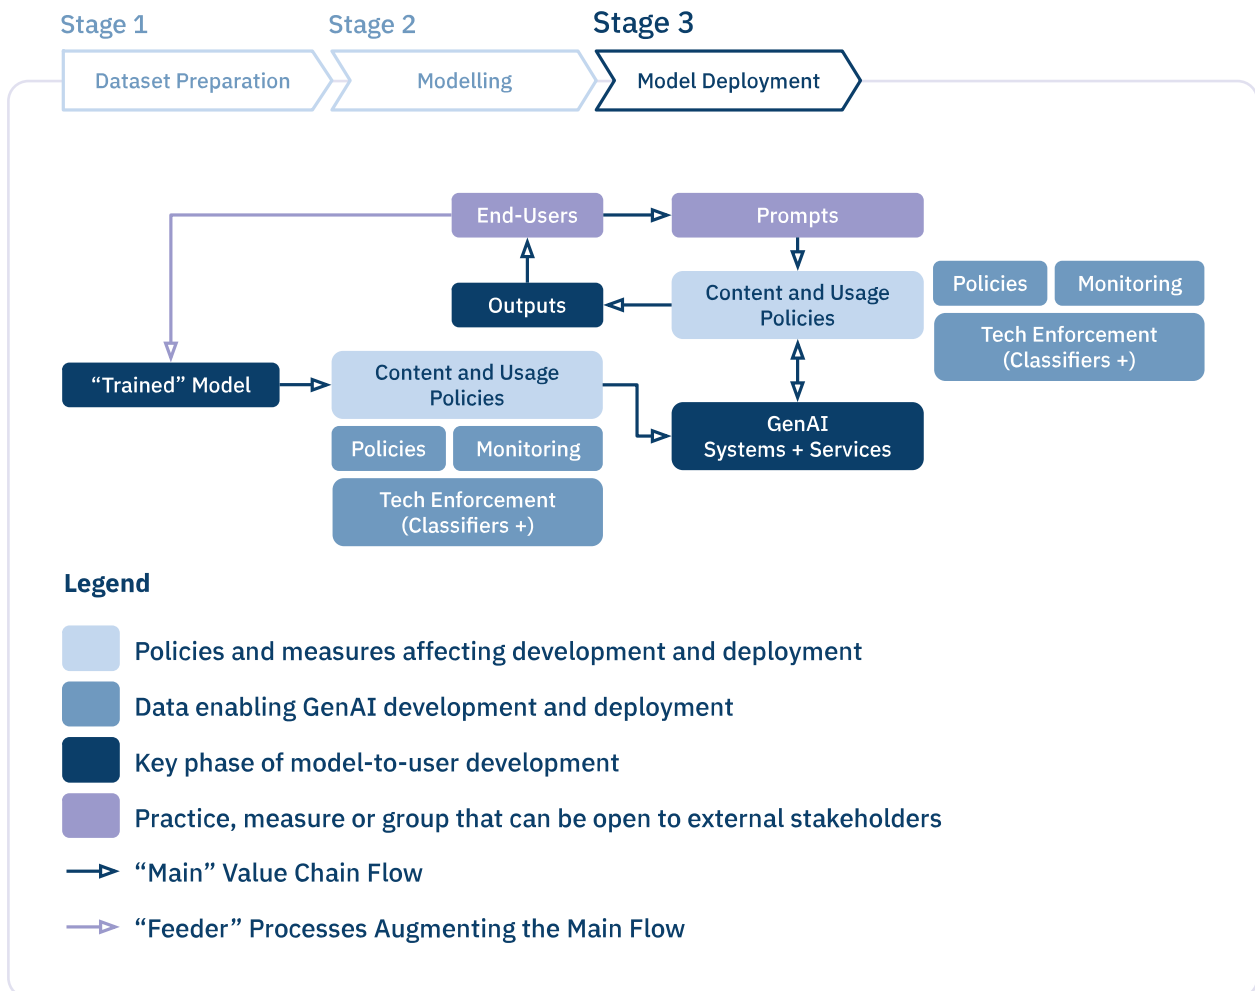 Stage 1
Stage 2
Stage 3
Dataset Preparation
Modelling
Model Deployment
End-Users
Prompts
Outputs
Content and Usage
Policies
Policies
Monitoring
Tech Enforcement
(Classifiers +)
“Trained” Model
Content and Usage
Policies
GenAI
Systems + Services
Policies
Monitoring
Tech Enforcement
(Classifiers +)
Legend
Policies and measures affecting development and deployment
Data enabling GenAI development and deployment
Key phase of model-to-user development
Practice, measure or group that can be open to external stakeholders
“Main” Value Chain Flow
“Feeder” Processes Augmenting the Main Flow